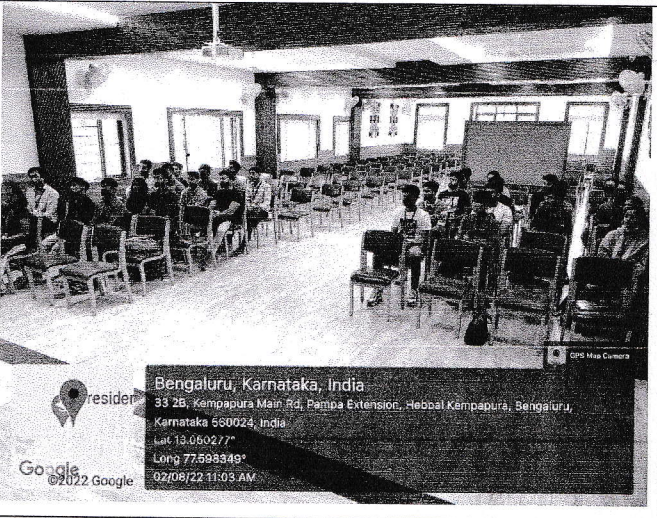 GPS Map Camera
Bengaluru, Karnataka, India
33 2B, Kempapura Main Rd, Pampa Extension, Hebbal Kempapura, Bengaluru,
Karnataka 560024, India
Lat 13.060277°
Long 77.598349°
02/08/22 11:03 AM
residen
Google
©2022 Google